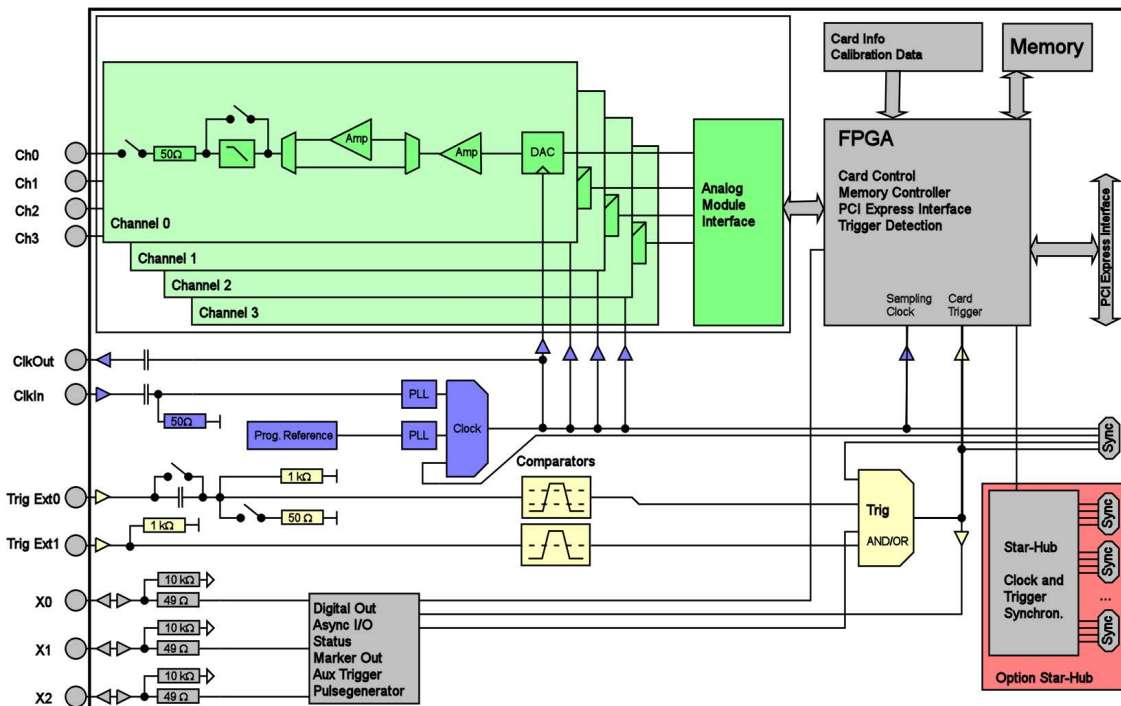 Card Info
Calibration Data
Memory
Amp
Amp
DAC
50Ω
Ch0
Ch1
Ch2
Ch3
Channel 0
Channel 1
Channel 2
Channel 3
Analog
Module
Interface
FPGA
Card Control
Memory Controller
PCI Express Interface
Trigger Detection
Sampling
Clock
Card
Trigger
PCI Express Interface
ClkOut
ClkIn
50Ω
PLL
Prog. Reference
PLL
Clock
Sync
Comparators
Trig Ext0
1 kΩ
50 Ω
1 kΩ
Trig Ext1
Trig
AND/OR
Star-Hub
Clock and
Trigger
Synchron.
Sync
Sync
...
Sync
Option Star-Hub
X0
10 kΩ
49 Ω
X1
10 kΩ
49 Ω
X2
10 kΩ
49 Ω
Digital Out
Async I/O
Status
Marker Out
Aux Trigger
Pulsegenerator